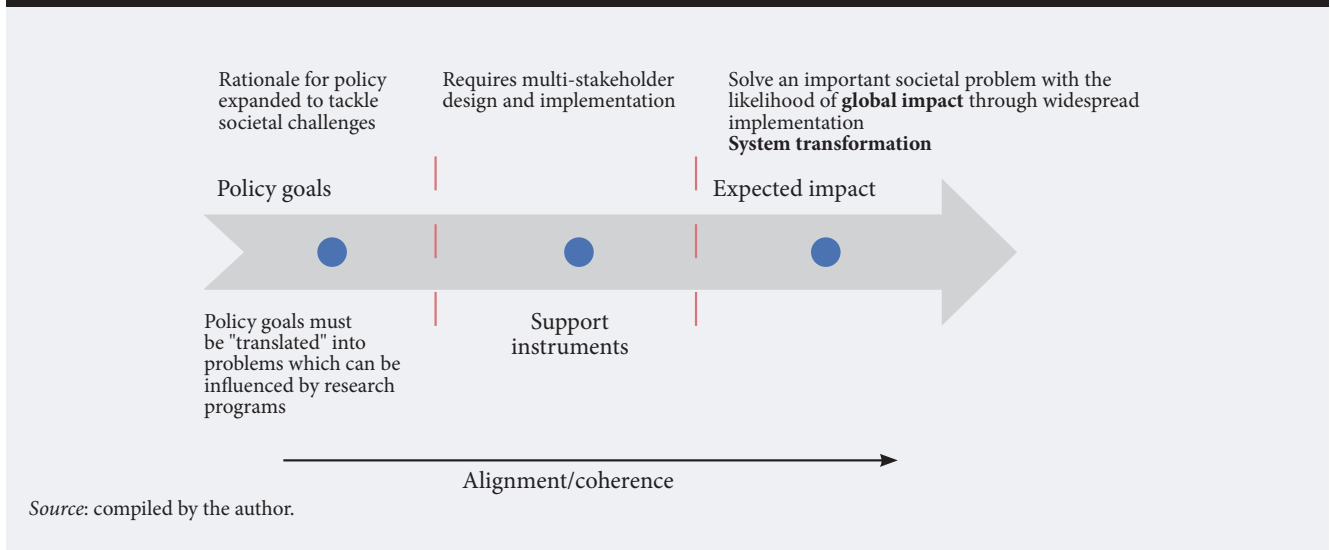 Rationale for policy
expanded to tackle
societal challenges
Requires multi-stakeholder
design and implementation
Solve an important societal problem with the
likelihood of global impact through widespread
implementation
System transformation
Policy goals
Expected impact
Policy goals must
be "translated" into
problems which can be
influenced by research
programs
Support
instruments
Alignment/coherence
Source: compiled by the author.